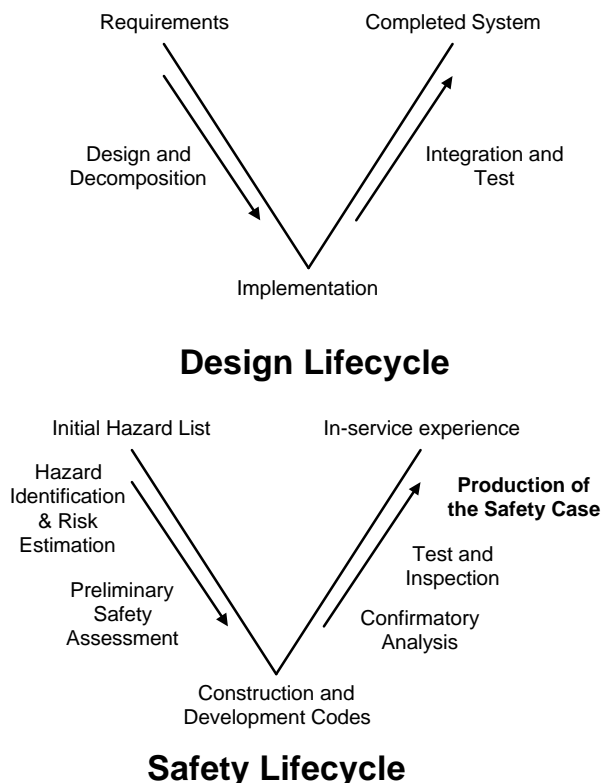 Requirements
Completed System
Design and
Decomposition
Integration and
Test
Implementation
Design Lifecycle
Initial Hazard List
In-service experience
Hazard
Identification
& Risk
Estimation
Production of
the Safety Case
Preliminary
Safety
Assessment
Test and
Inspection
Confirmatory
Analysis
Construction and
Development Codes
Safety Lifecycle